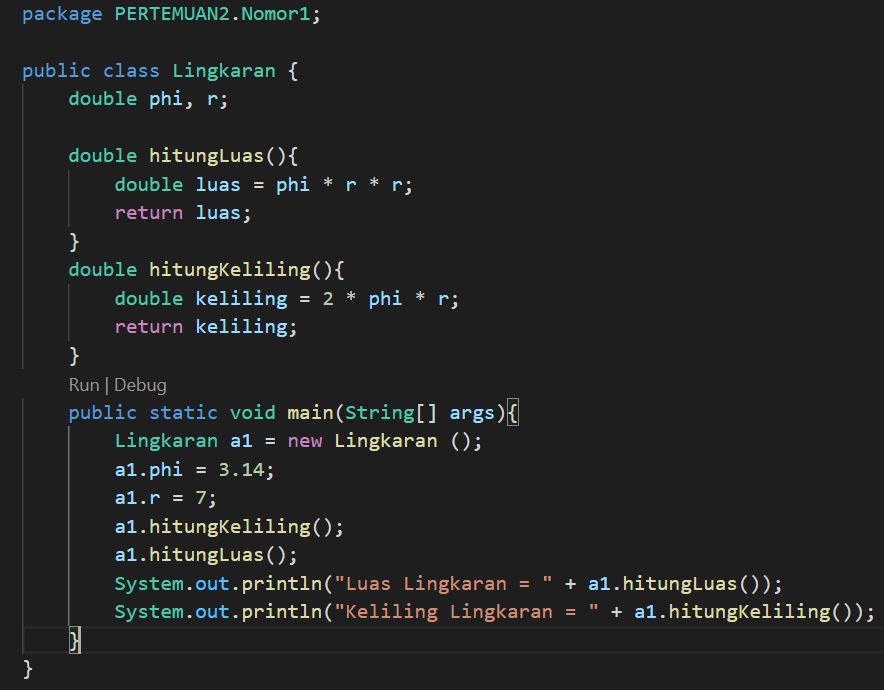 package PERTEMUAN2.Nomor1;
public class Lingkaran {
double phi, r;
double hitungLuas(){
double luas = phi * r * r;
return luas;
}
double hitungKeliling(){
double keliling = 2 * phi * r;
return keliling;
}
Run | Debug
public static void main(String[] args){
Lingkaran a1 = new Lingkaran ();
a1.phi = 3.14;
a1.r = 7;
a1.hitungKeliling();
a1.hitungLuas();
System.out.println("Luas Lingkaran = " + a1.hitungLuas());
System.out.println("Keliling Lingkaran = " + a1.hitungKeliling());
}
}